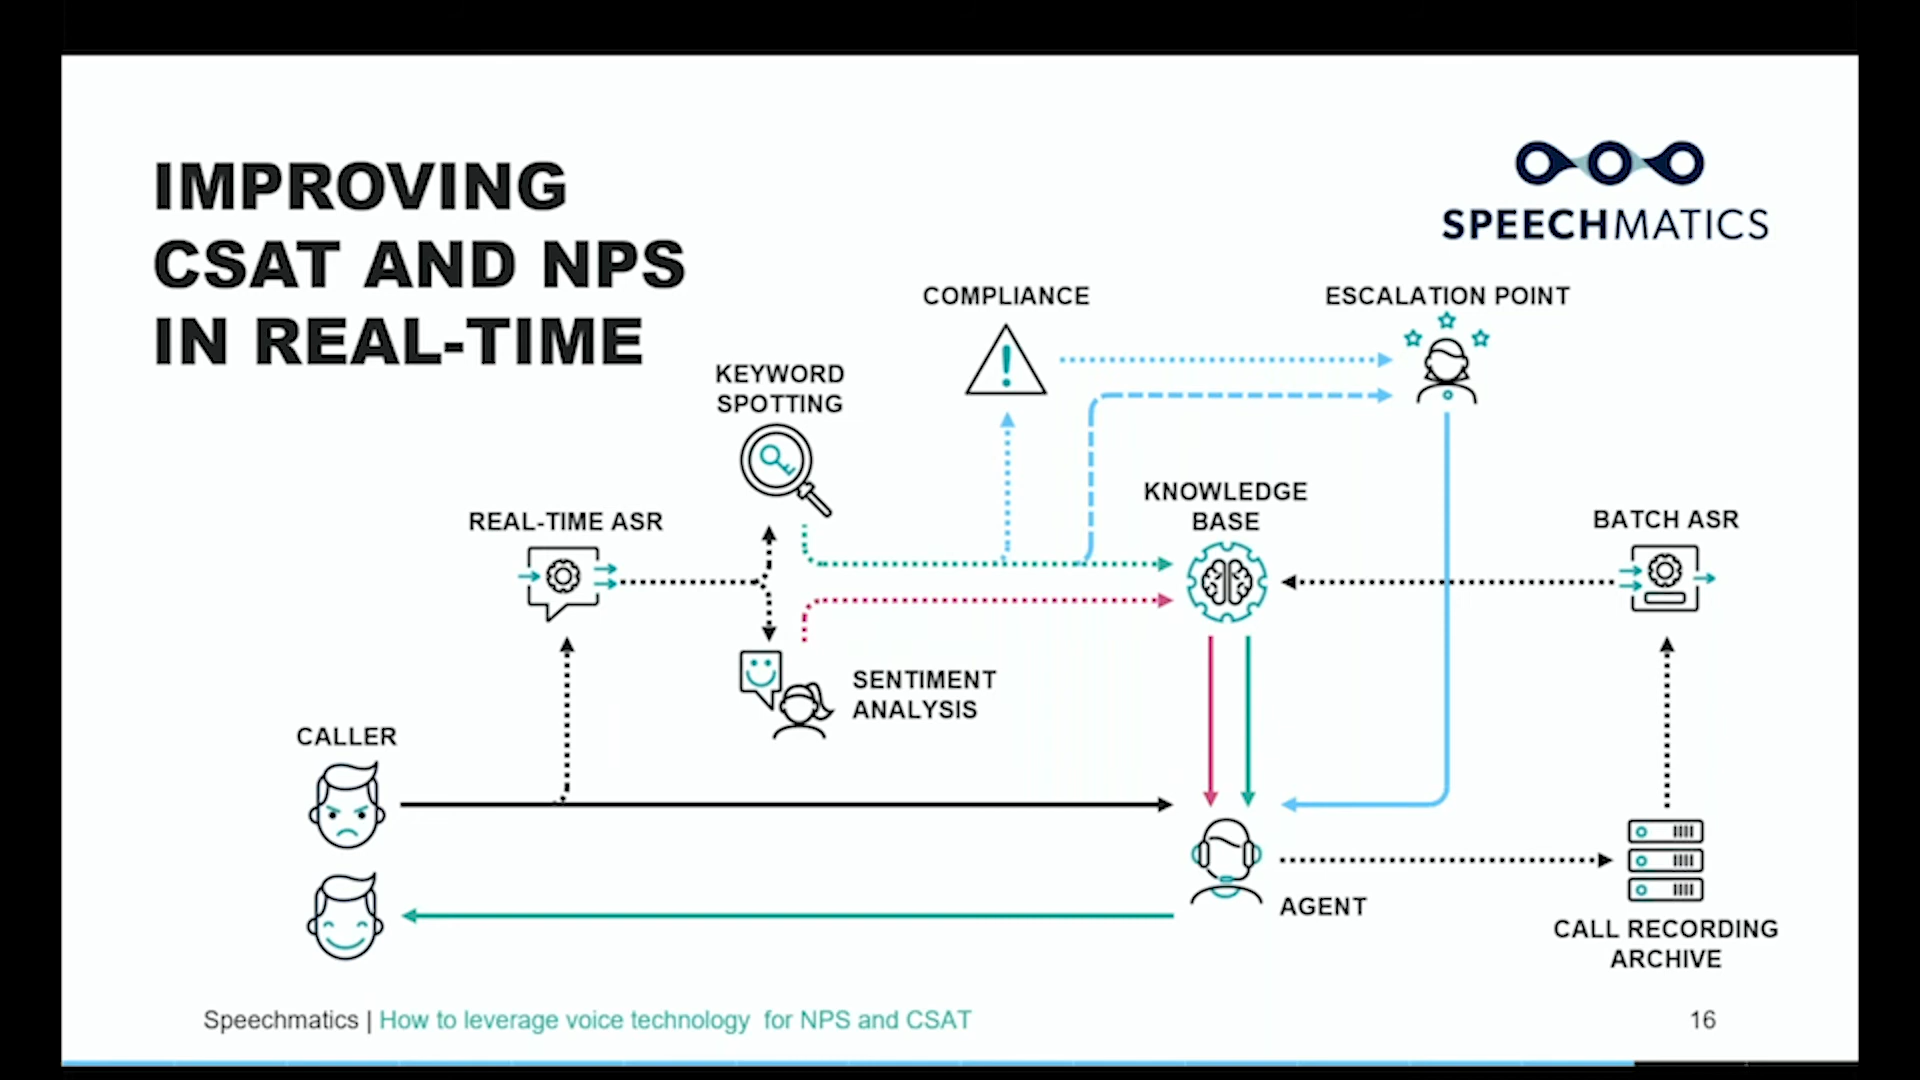 IMPROVING
CSAT AND NPS
IN REAL-TIME
SPEECHMATICS
COMPLIANCE
ESCALATION POINT
KEYWORD
SPOTTING
KNOWLEDGE
BASE
REAL-TIME ASR
BATCH ASR
SENTIMENT
ANALYSIS
CALLER
AGENT
CALL RECORDING
ARCHIVE
Speechmatics | How to leverage voice technology for NPS and CSAT
16